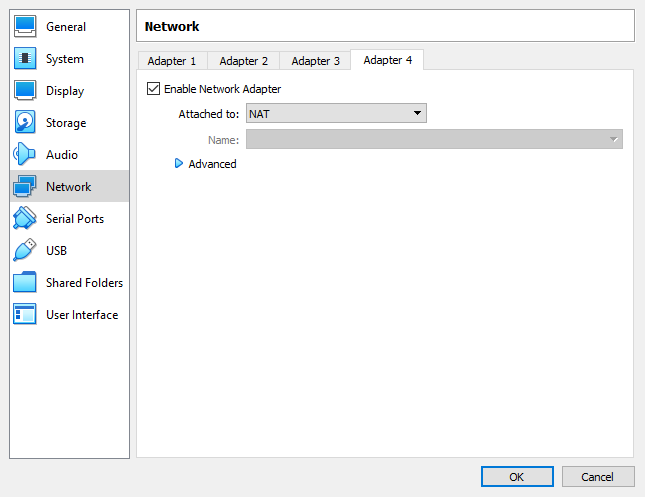 General
System
Display
Storage
Audio
Network
Serial Ports
USB
Shared Folders
User Interface
Network
Adapter 1 Adapter 2 Adapter 3 Adapter 4
Enable Network Adapter
Attached to: NAT
Name:
Advanced
OK Cancel